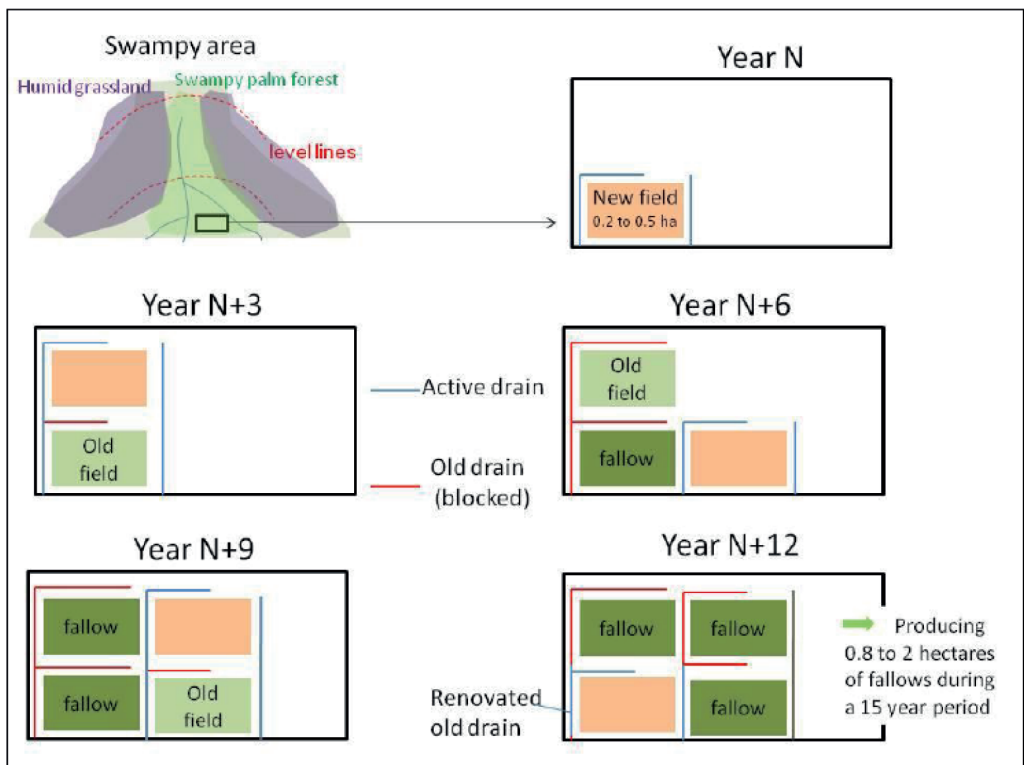 Swampy area
Humid grassland
Swampy palm forest
level lines
Year N
New field
0.2 to 0.5 ha
Year N+3
Old
field
Active drain
Old drain
(blocked)
Year N+6
Old
field
fallow
Year N+9
fallow
fallow
Old
field
Year N+12
fallow
fallow
fallow
Renovated
old drain
Producing
0.8 to 2 hectares
of fallows during
a 15 year period